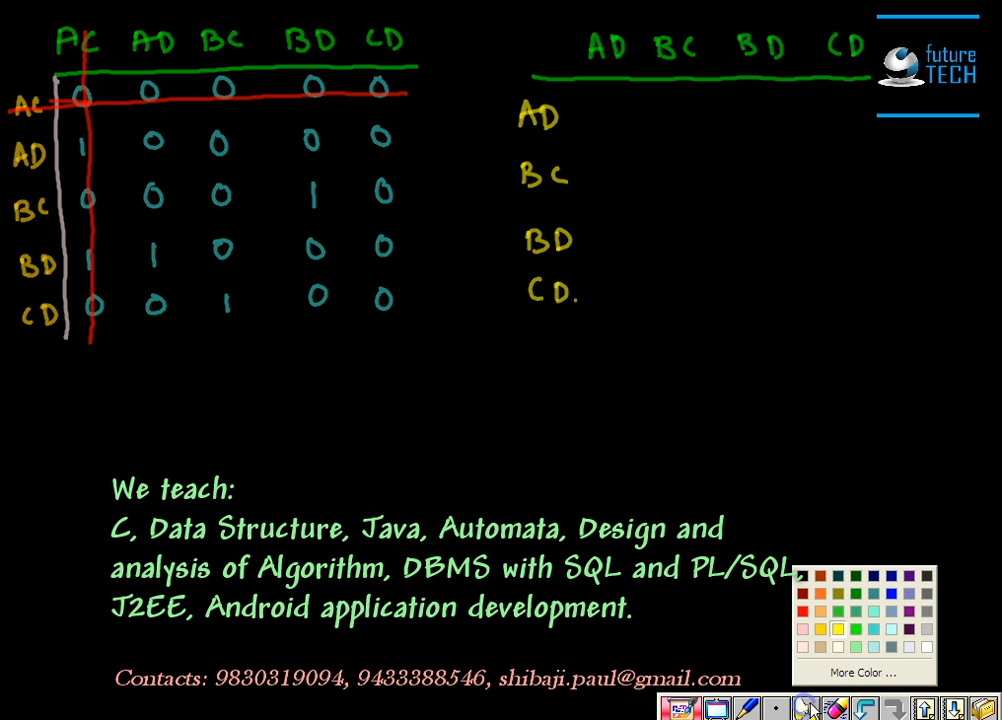 AC AD BC BD CD
AC 0 0 0 0 0
AD 1 0 0 0 0
BC 0 0 0 1 0
BD 1 1 0 0 0
CD 0 0 1 0 0
AD BC BD CD
AD
BC
BD
CD.
future
TECH
We teach:
C, Data Structure, Java, Automata, Design and
analysis of Algorithm, DBMS with SQL and PL/SQL,
J2EE, Android application development.
Contacts: 9830319094, 9433388546, shibaji.paul@gmail.com
More Color ...